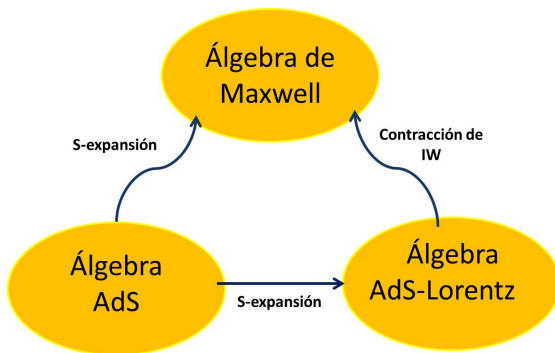 Álgebra de
Maxwell
S-expansión
Contracción de
IW
Álgebra
AdS
S-expansión
Álgebra
AdS-Lorentz